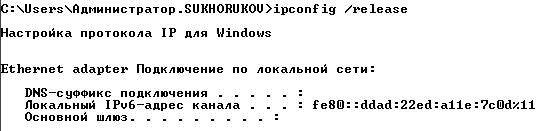 C:\Users\Администратор.SUKHORUKOV>ipconfig /release
Настройка протокола IP для Windows
Ethernet adapter Подключение по локальной сети:
DNS-суффикс подключения . . . . . :
Локальный IPv6-адрес канала . . . : fe80::ddad:22ed:a11e:7c0d%11
Основной шлюз. . . . . . . . . :